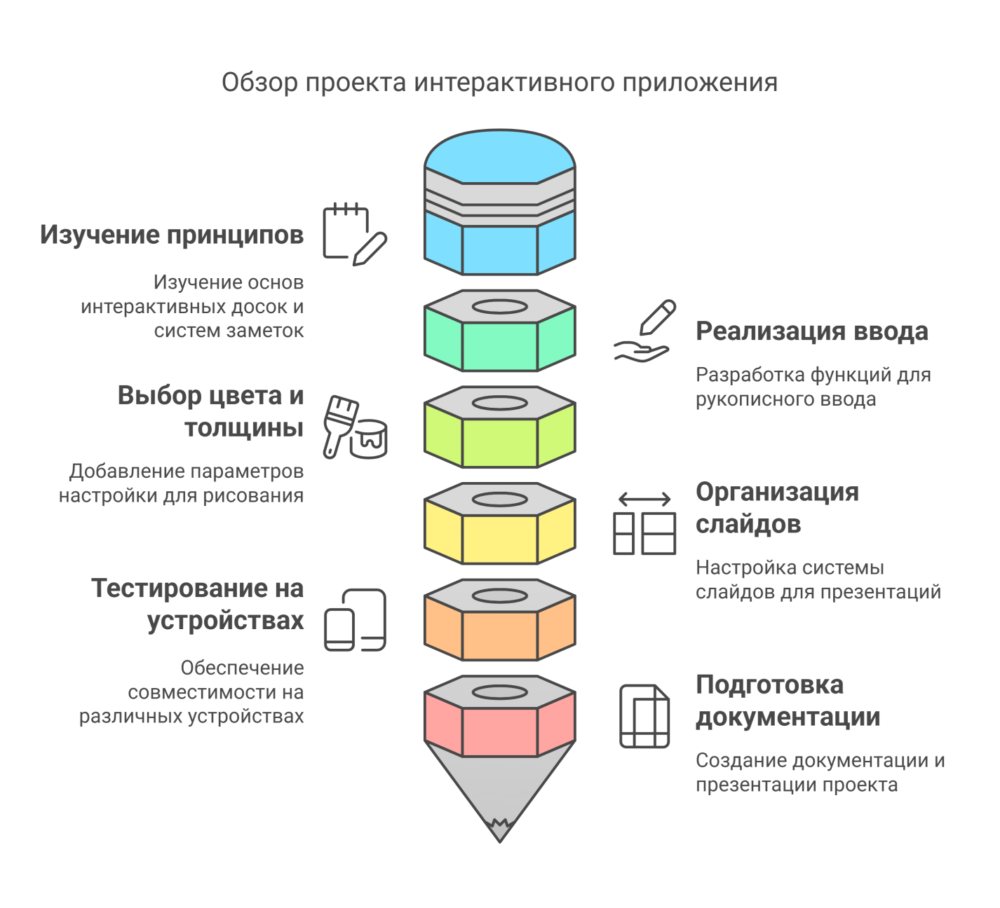 Обзор проекта интерактивного приложения
Изучение принципов
Изучение основ
интерактивных досок и
систем заметок
Реализация ввода
Разработка функций для
рукописного ввода
Выбор цвета и
толщины
Добавление параметров
настройки для рисования
Организация
слайдов
Настройка системы
слайдов для презентаций
Тестирование на
устройствах
Обеспечение
совместимости на
различных устройствах
Подготовка
документации
Создание документации и
презентации проекта